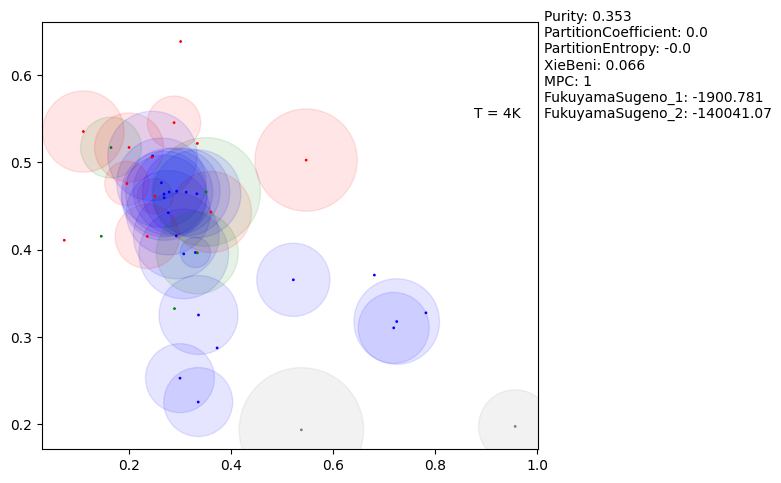 Purity: 0.353
PartitionCoefficient: 0.0
PartitionEntropy: -0.0
XieBeni: 0.066
MPC: 1
FukuyamaSugeno_1: -1900.781
FukuyamaSugeno_2: -140041.07
T = 4K
0.6
0.5
0.4
0.3
0.2
0.2 0.4 0.6 0.8 1.0